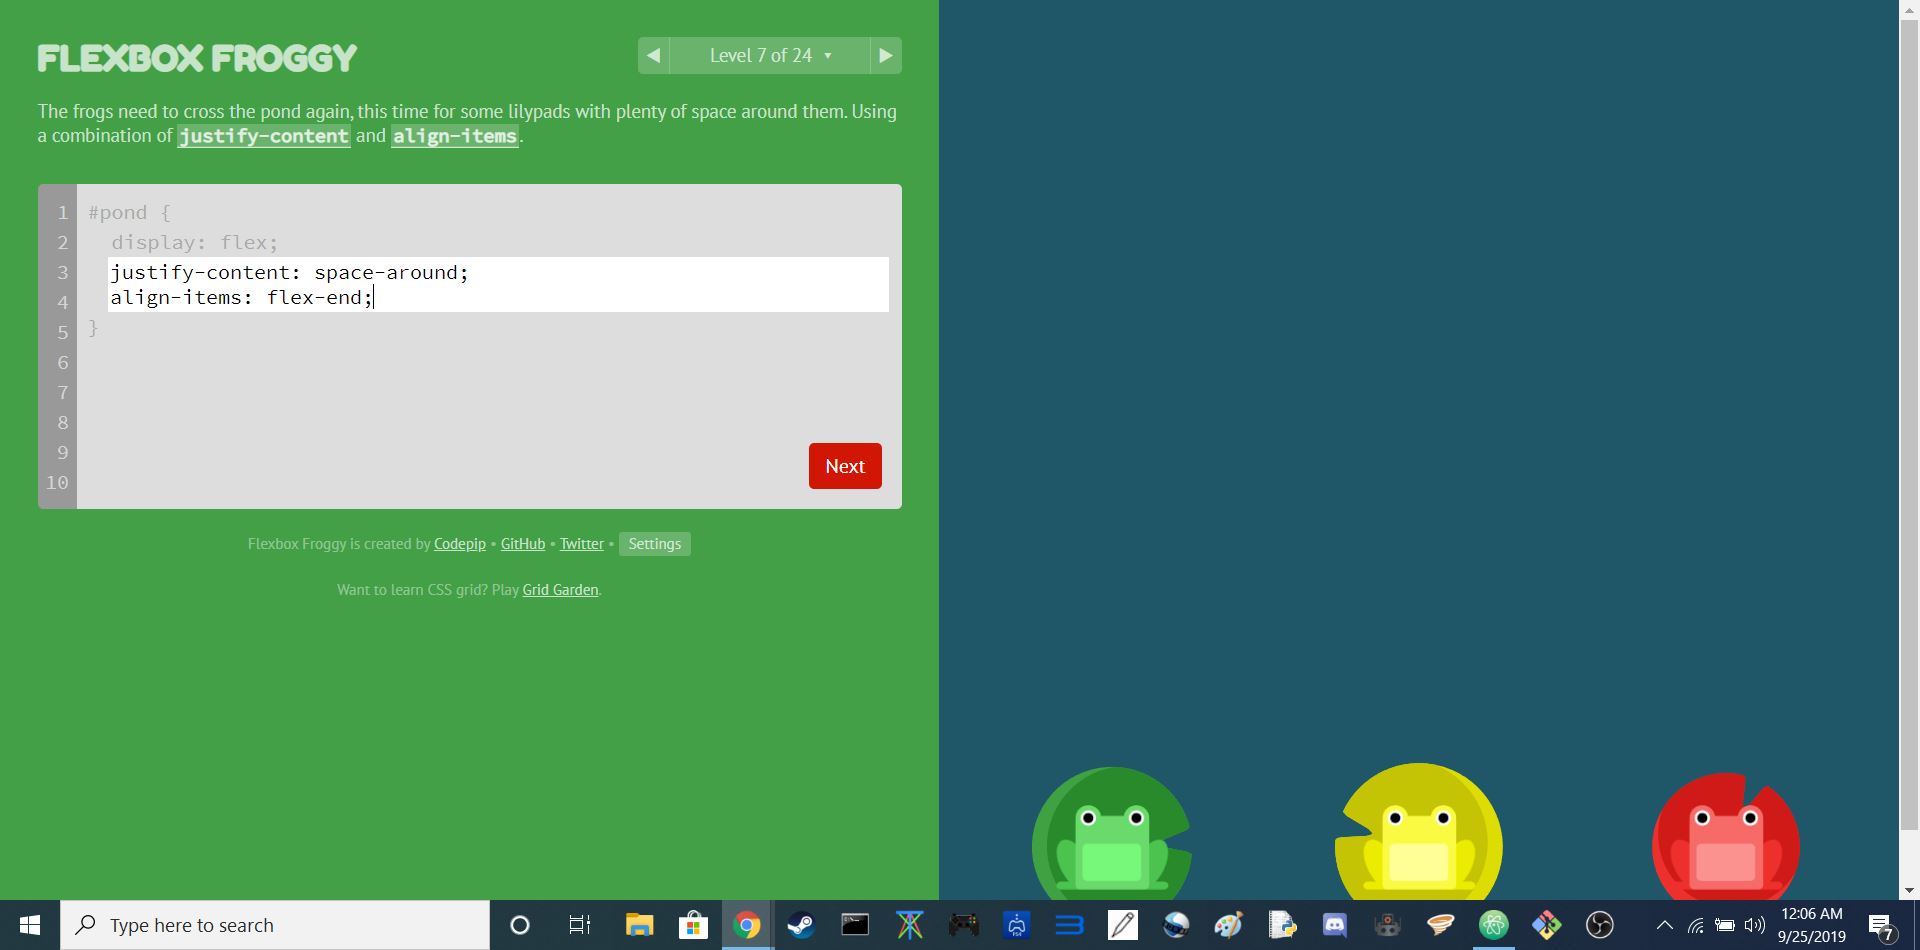 FLEXBOX FROGGY
Level 7 of 24
The frogs need to cross the pond again, this time for some lilypads with plenty of space around them. Using
a combination of justify-content and align-items.
1 #pond {
2 display: flex;
3 justify-content: space-around;
4 align-items: flex-end;
5 }
6
7
8
9
10
Next
Flexbox Froggy is created by Codepip • GitHub • Twitter • Settings
Want to learn CSS grid? Play Grid Garden.
Type here to search
12:06 AM
9/25/2019
7